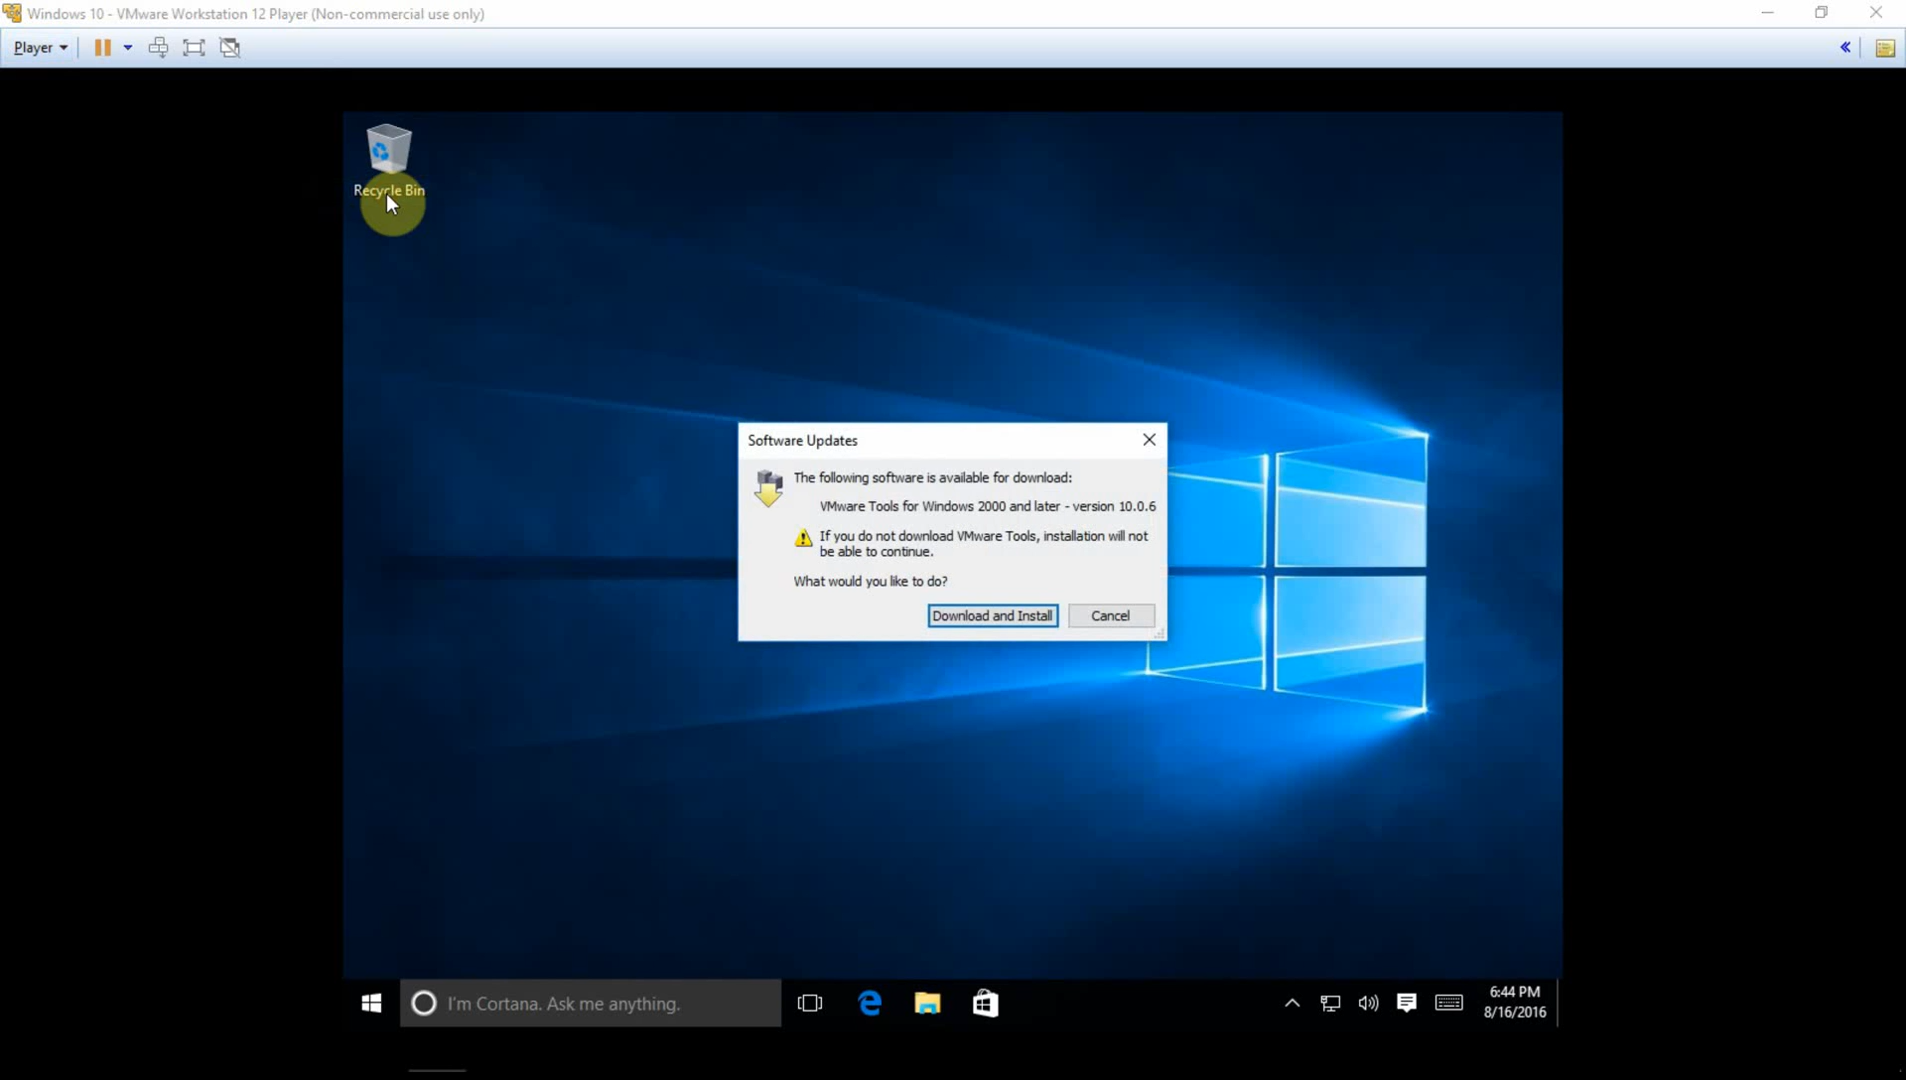 Windows 10 - VMware Workstation 12 Player (Non-commercial use only)
Player
Recycle Bin
Software Updates
The following software is available for download:
VMware Tools for Windows 2000 and later - version 10.0.6
If you do not download VMware Tools, installation will not
be able to continue.
What would you like to do?
Download and Install
Cancel
I'm Cortana. Ask me anything.
6:44 PM
8/16/2016